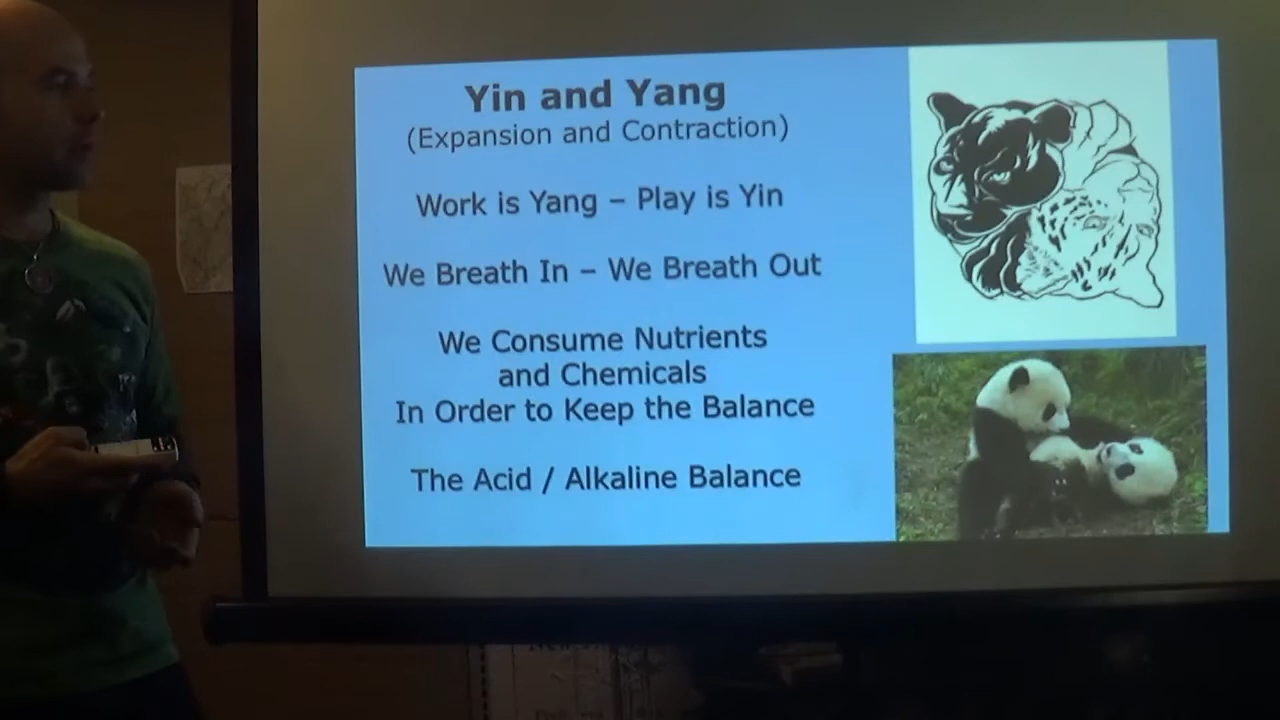 Yin and Yang
(Expansion and Contraction)
Work is Yang – Play is Yin
We Breath In – We Breath Out
We Consume Nutrients
and Chemicals
In Order to Keep the Balance
The Acid / Alkaline Balance